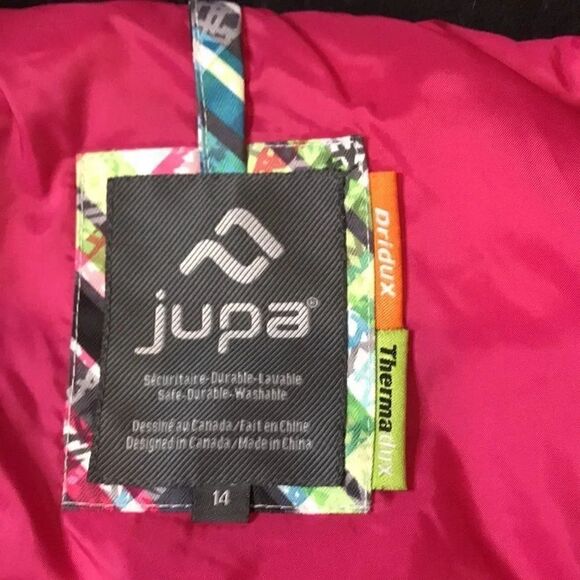 jupa®
Sécuritaire-Durable-Lavable
Safe-Durable-Washable
Dessiné au Canada/Fait en Chine
Designed in Canada/Made in China
14
pridux
Thermadux